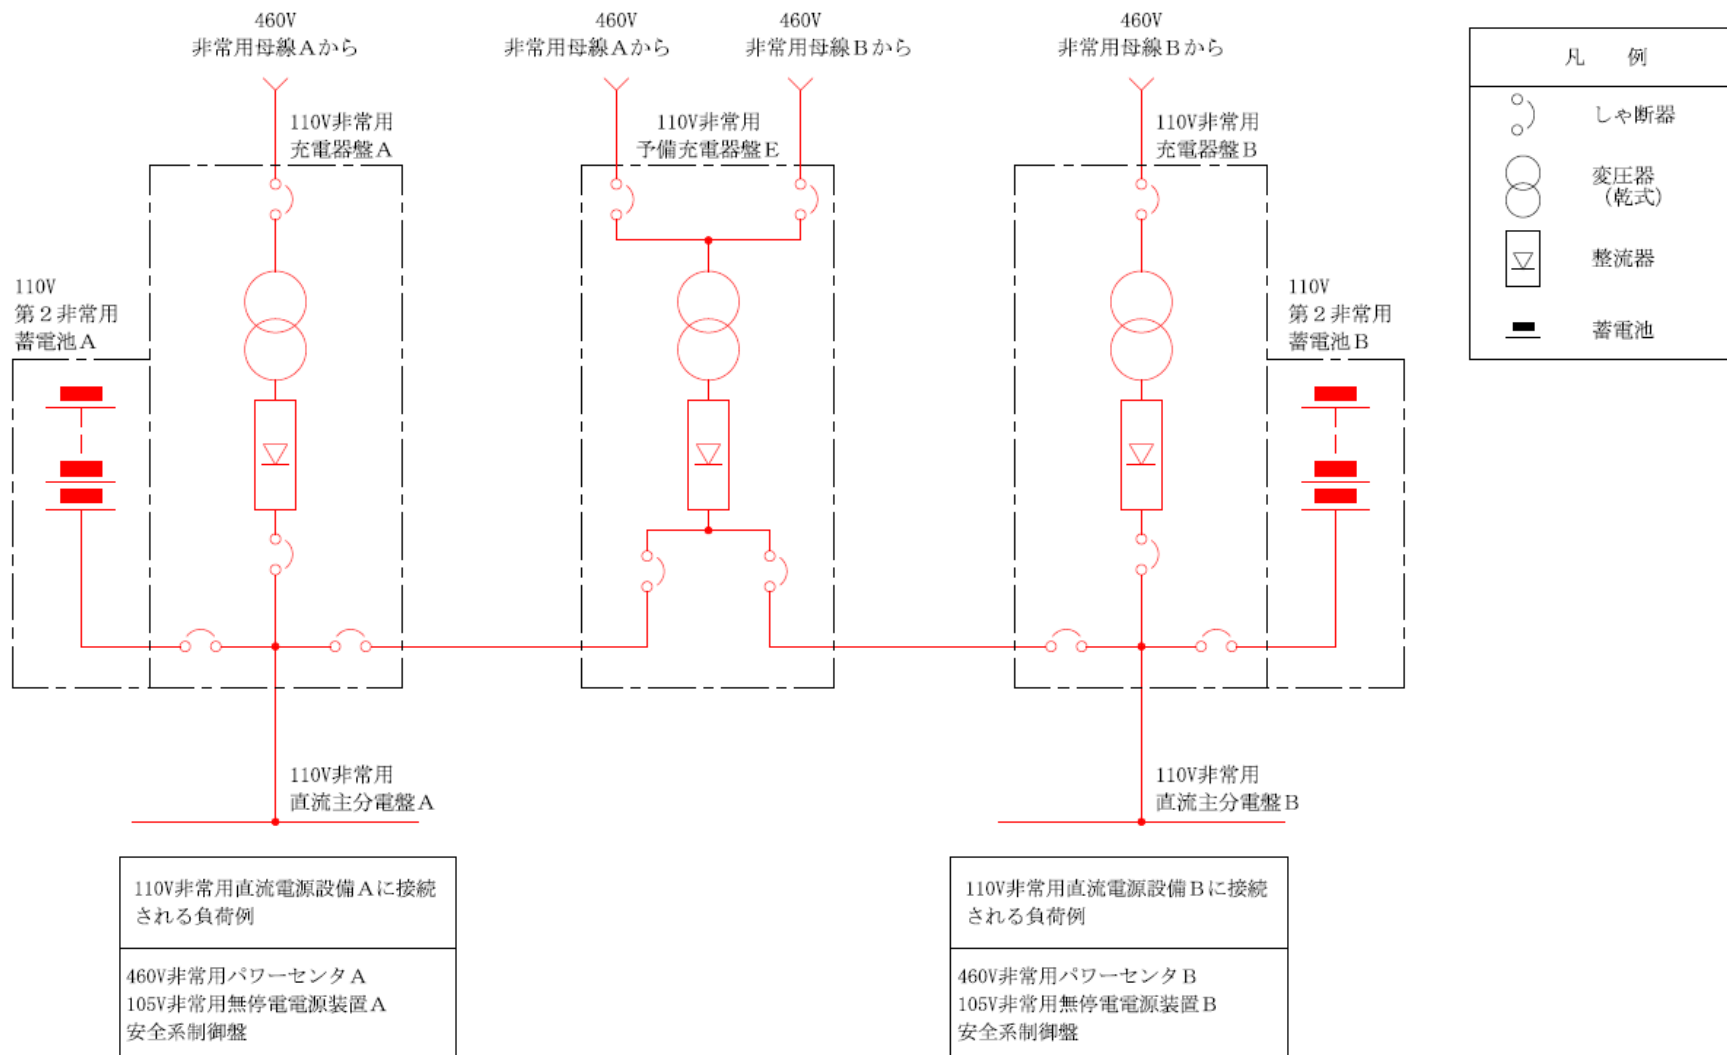 460V
非常用母線Aから
460V
非常用母線Aから
460V
非常用母線Bから
460V
非常用母線Bから
凡　例
しゃ断器
変圧器
（乾式）
整流器
蓄電池
110V非常用
充電器盤A
110V非常用
予備充電器盤E
110V非常用
充電器盤B
110V
第２非常用
蓄電池A
110V
第２非常用
蓄電池B
110V非常用
直流主分電盤A
110V非常用
直流主分電盤B
110V非常用直流電源設備Aに接続
される負荷例
460V非常用パワーセンタA
105V非常用無停電電源装置A
安全系制御盤
110V非常用直流電源設備Bに接続
される負荷例
460V非常用パワーセンタB
105V非常用無停電電源装置B
安全系制御盤